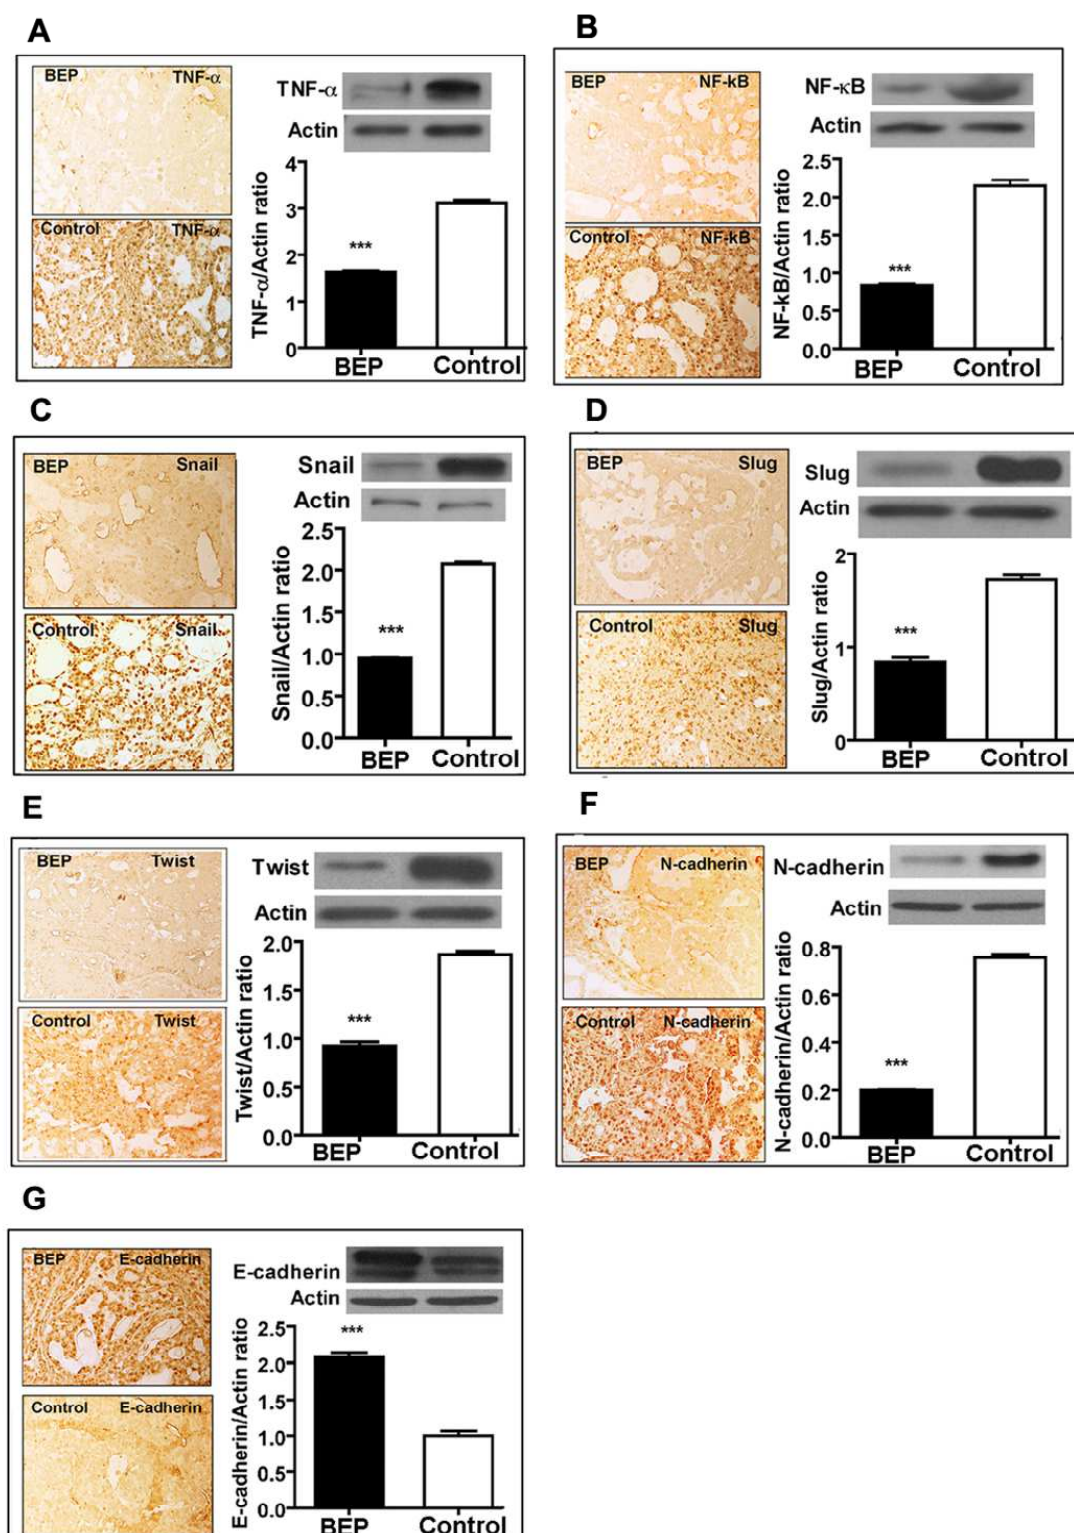 A
BEP TNF-α
Control TNF-α
TNF-α
Actin
TNF-α/Actin ratio
4
3
2
1
0
***
BEP Control
B
BEP NF-kB
Control NF-kB
NF-κB
Actin
NF-kB/Actin ratio
2.5
2.0
1.5
1.0
0.5
0.0
***
BEP Control
C
BEP Snail
Control Snail
Snail
Actin
Snail/Actin ratio
2.5
2.0
1.5
1.0
0.5
0.0
***
BEP Control
D
BEP Slug
Control Slug
Slug
Actin
Slug/Actin ratio
2
1
0
***
BEP Control
E
BEP Twist
Control Twist
Twist
Actin
Twist/Actin ratio
2.0
1.5
1.0
0.5
0.0
***
BEP Control
F
BEP N-cadherin
Control N-cadherin
N-cadherin
Actin
N-cadherin/Actin ratio
0.8
0.6
0.4
0.2
0.0
***
BEP Control
G
BEP E-cadherin
Control E-cadherin
E-cadherin
Actin
E-cadherin/Actin ratio
2.5
2.0
1.5
1.0
0.5
0.0
***
BEP Control